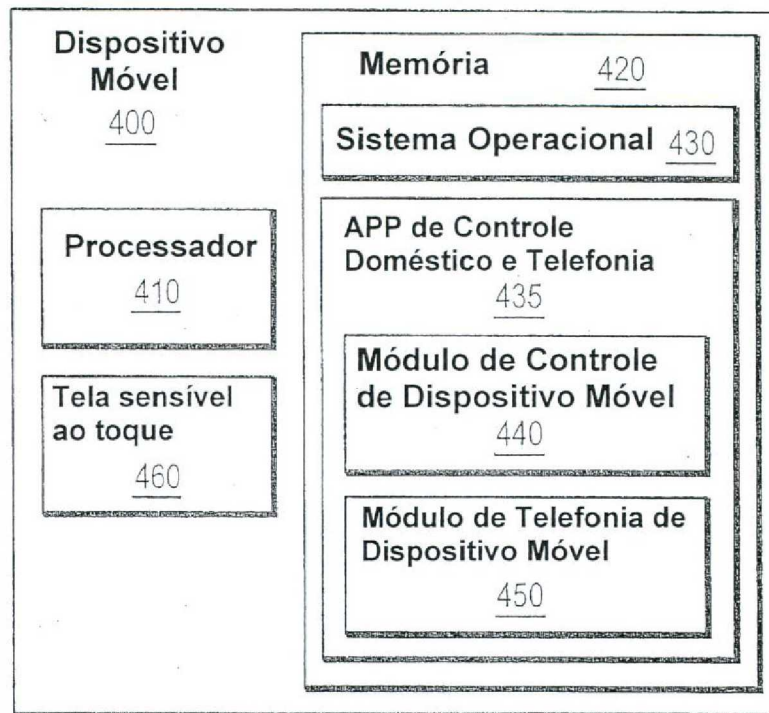 Dispositivo
Móvel
400
Processador
410
Tela sensível
ao toque
460
Memória 420
Sistema Operacional 430
APP de Controle
Doméstico e Telefonia
435
Módulo de Controle
de Dispositivo Móvel
440
Módulo de Telefonia de
Dispositivo Móvel
450